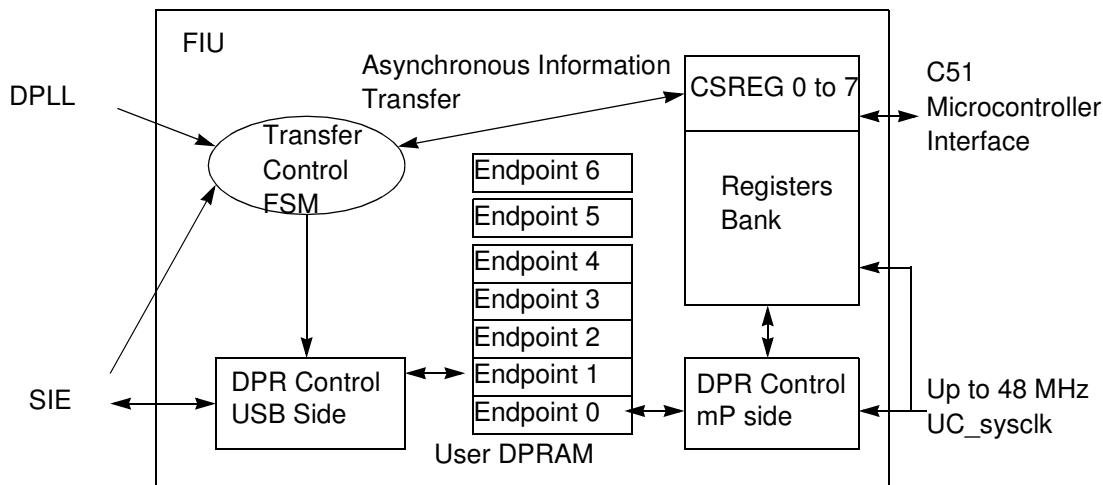 FIU
DPLL
Asynchronous Information
Transfer
CSREG 0 to 7
C51
Microcontroller
Interface
Transfer
Control
FSM
Endpoint 6
Endpoint 5
Endpoint 4
Endpoint 3
Endpoint 2
Endpoint 1
Endpoint 0
User DPRAM
Registers
Bank
SIE
DPR Control
USB Side
DPR Control
mP side
Up to 48 MHz
UC_sysclk